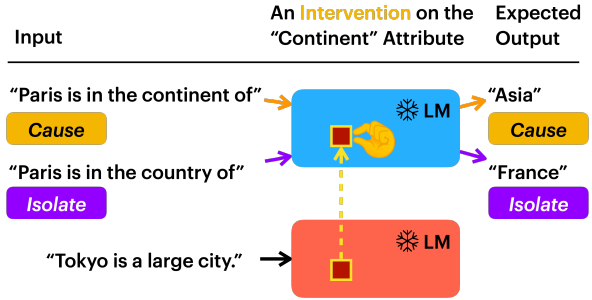 Input
An Intervention on the
"Continent" Attribute
Expected
Output
“Paris is in the continent of”
Cause
LM
“Asia”
Cause
“Paris is in the country of”
Isolate
“France”
Isolate
“Tokyo is a large city.”
LM